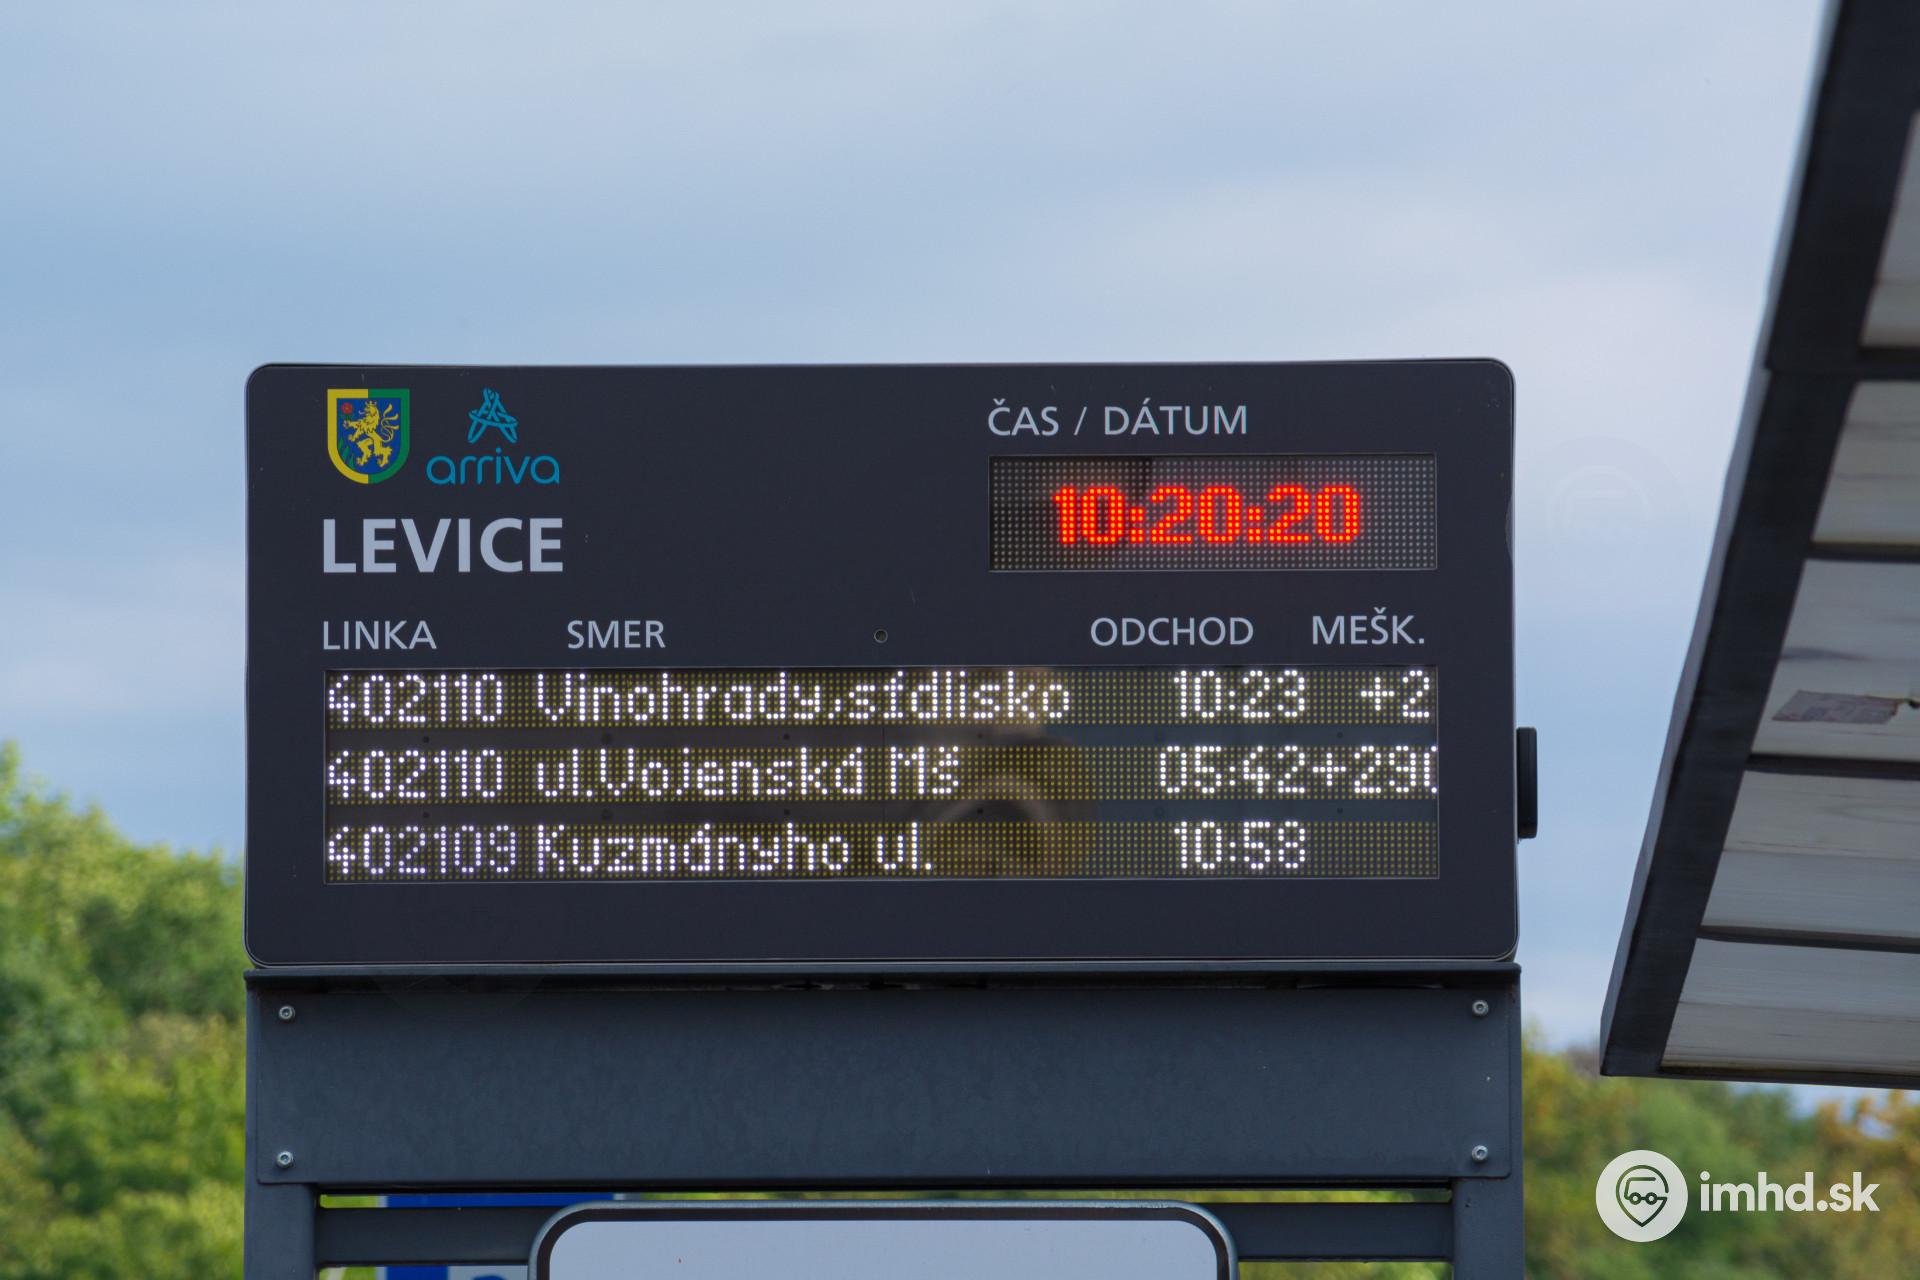 arriva
LEVICE
ČAS / DÁTUM
10:20:20
LINKA SMER ODCHOD MEŠK.
402110 Vinohrady,sídlisko 10:23 +2
402110 ul.Vojenská MŠ 05:42 +290
402109 Kuzmányho ul. 10:58
imhd.sk